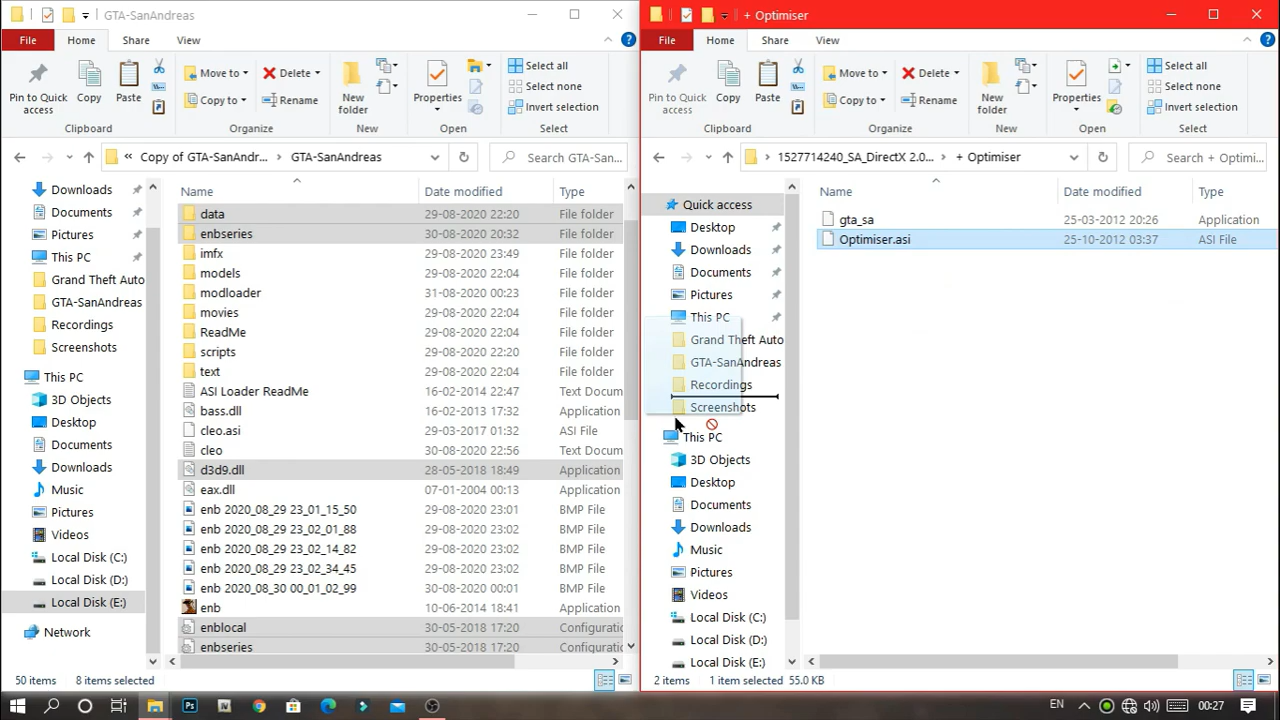 GTA-SanAndreas
File Home Share View
Pin to Quick access
Copy
Paste
Move to
Copy to
Delete
Rename
New folder
Properties
Select all
Select none
Invert selection
Clipboard Organize New Open Select
« Copy of GTA-SanAndr... GTA-SanAndreas Search GTA-San...
Downloads
Documents
Pictures
This PC
Grand Theft Auto
GTA-SanAndreas
Recordings
Screenshots
This PC
3D Objects
Desktop
Documents
Downloads
Music
Pictures
Videos
Local Disk (C:)
Local Disk (D:)
Local Disk (E:)
Network
Name Date modified Type
data 29-08-2020 22:20 File folder
enbseries 30-08-2020 20:32 File folder
imfx 29-08-2020 23:49 File folder
models 29-08-2020 22:04 File folder
modloader 31-08-2020 00:23 File folder
movies 29-08-2020 22:04 File folder
ReadMe 29-08-2020 22:04 File folder
scripts 29-08-2020 22:20 File folder
text 29-08-2020 22:04 File folder
ASI Loader ReadMe 16-02-2014 22:47 Text Docum
bass.dll 16-02-2013 17:32 Application
cleo.asi 29-03-2017 01:35 ASI File
cleo 30-08-2020 22:56 Text Docum
d3d9.dll 28-05-2018 18:49 Application
eax.dll 07-01-2004 00:13 Application
enb 2020_08_29 23_01_15_50 29-08-2020 23:01 BMP File
enb 2020_08_29 23_02_01_88 29-08-2020 23:02 BMP File
enb 2020_08_29 23_02_14_82 29-08-2020 23:02 BMP File
enb 2020_08_29 23_02_34_45 29-08-2020 23:02 BMP File
enb 2020_08_30 00_01_02_99 30-08-2020 00:01 BMP File
enb 10-06-2014 18:41 Application
enblocal 30-05-2018 17:20 Configuratio
enbseries 30-05-2018 17:20 Configuratio
50 items 8 items selected
+ Optimiser
File Home Share View
Pin to Quick access
Copy
Paste
Move to
Copy to
Delete
Rename
New folder
Properties
Select all
Select none
Invert selection
Clipboard Organize New Open Select
1527714240_SA_DirectX 2.0... + Optimiser Search + Optimi...
Quick access
Desktop
Downloads
Documents
Pictures
This PC
Grand Theft Auto
GTA-SanAndreas
Recordings
Screenshots
This PC
3D Objects
Desktop
Documents
Downloads
Music
Pictures
Videos
Local Disk (C:)
Local Disk (D:)
Local Disk (E:)
Name Date modified Type
gta_sa 25-03-2012 20:26 Application
Optimiser.asi 25-10-2012 03:37 ASI File
2 items 1 item selected 55.0 KB
EN 00:27